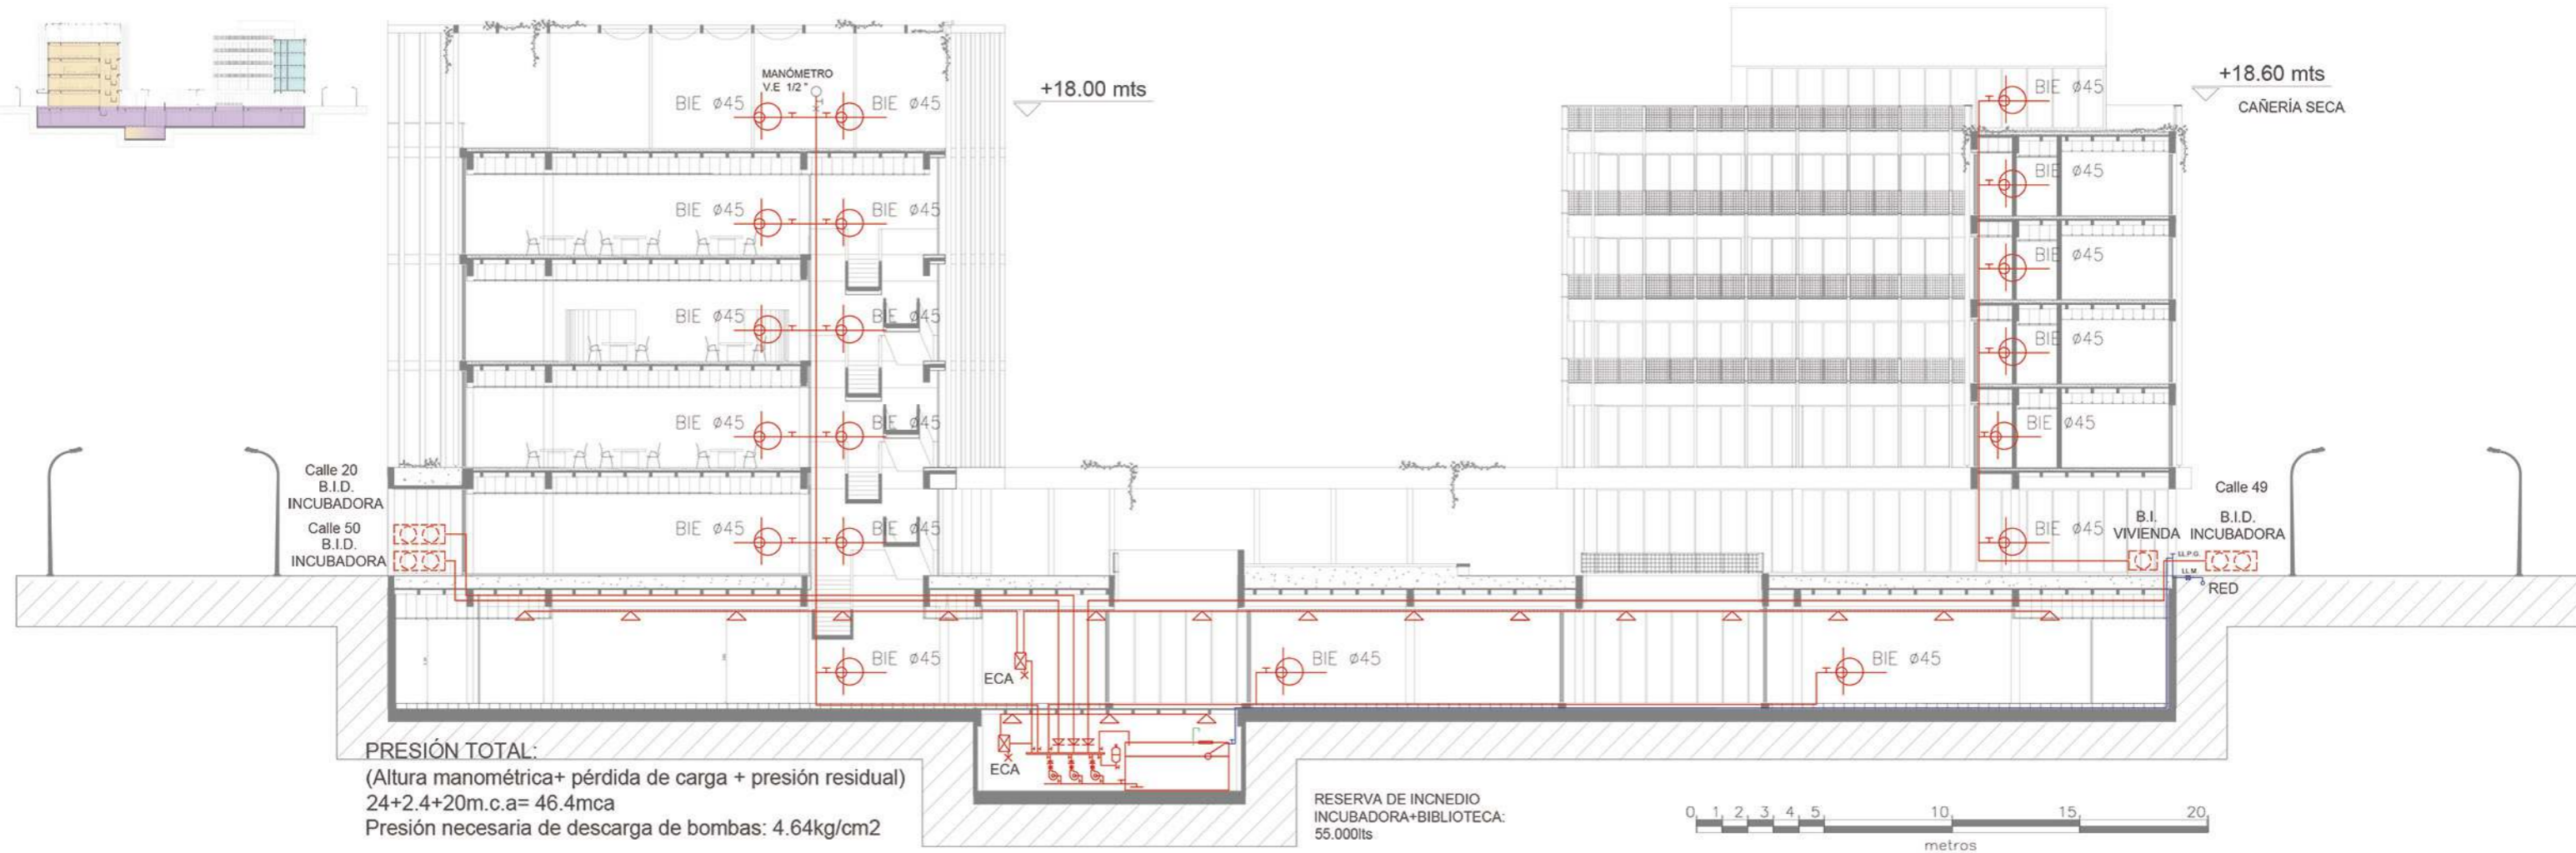 MANÓMETRO
V.E 1/2"
BIE ø45
BIE ø45
+18.00 mts
BIE ø45
+18.60 mts
CAÑERÍA SECA
BIE ø45
BIE ø45
BIE ø45
BIE ø45
BIE ø45
BIE ø45
BIE ø45
BIE ø45
BIE ø45
BIE ø45
BIE ø45
Calle 20
B.I.D.
INCUBADORA
Calle 50
B.I.D.
INCUBADORA
BIE ø45
BIE ø45
BIE ø45
B.I.
VIVIENDA
Calle 49
B.I.D.
INCUBADORA
LL.P.G.
LL.M.
RED
BIE ø45
ECA
BIE ø45
BIE ø45
ECA
PRESIÓN TOTAL:
(Altura manométrica+ pérdida de carga + presión residual)
24+2.4+20m.c.a= 46.4mca
Presión necesaria de descarga de bombas: 4.64kg/cm2
RESERVA DE INCNEDIO
INCUBADORA+BIBLIOTECA:
55.000lts
0 1 2 3 4 5 10 15 20
metros